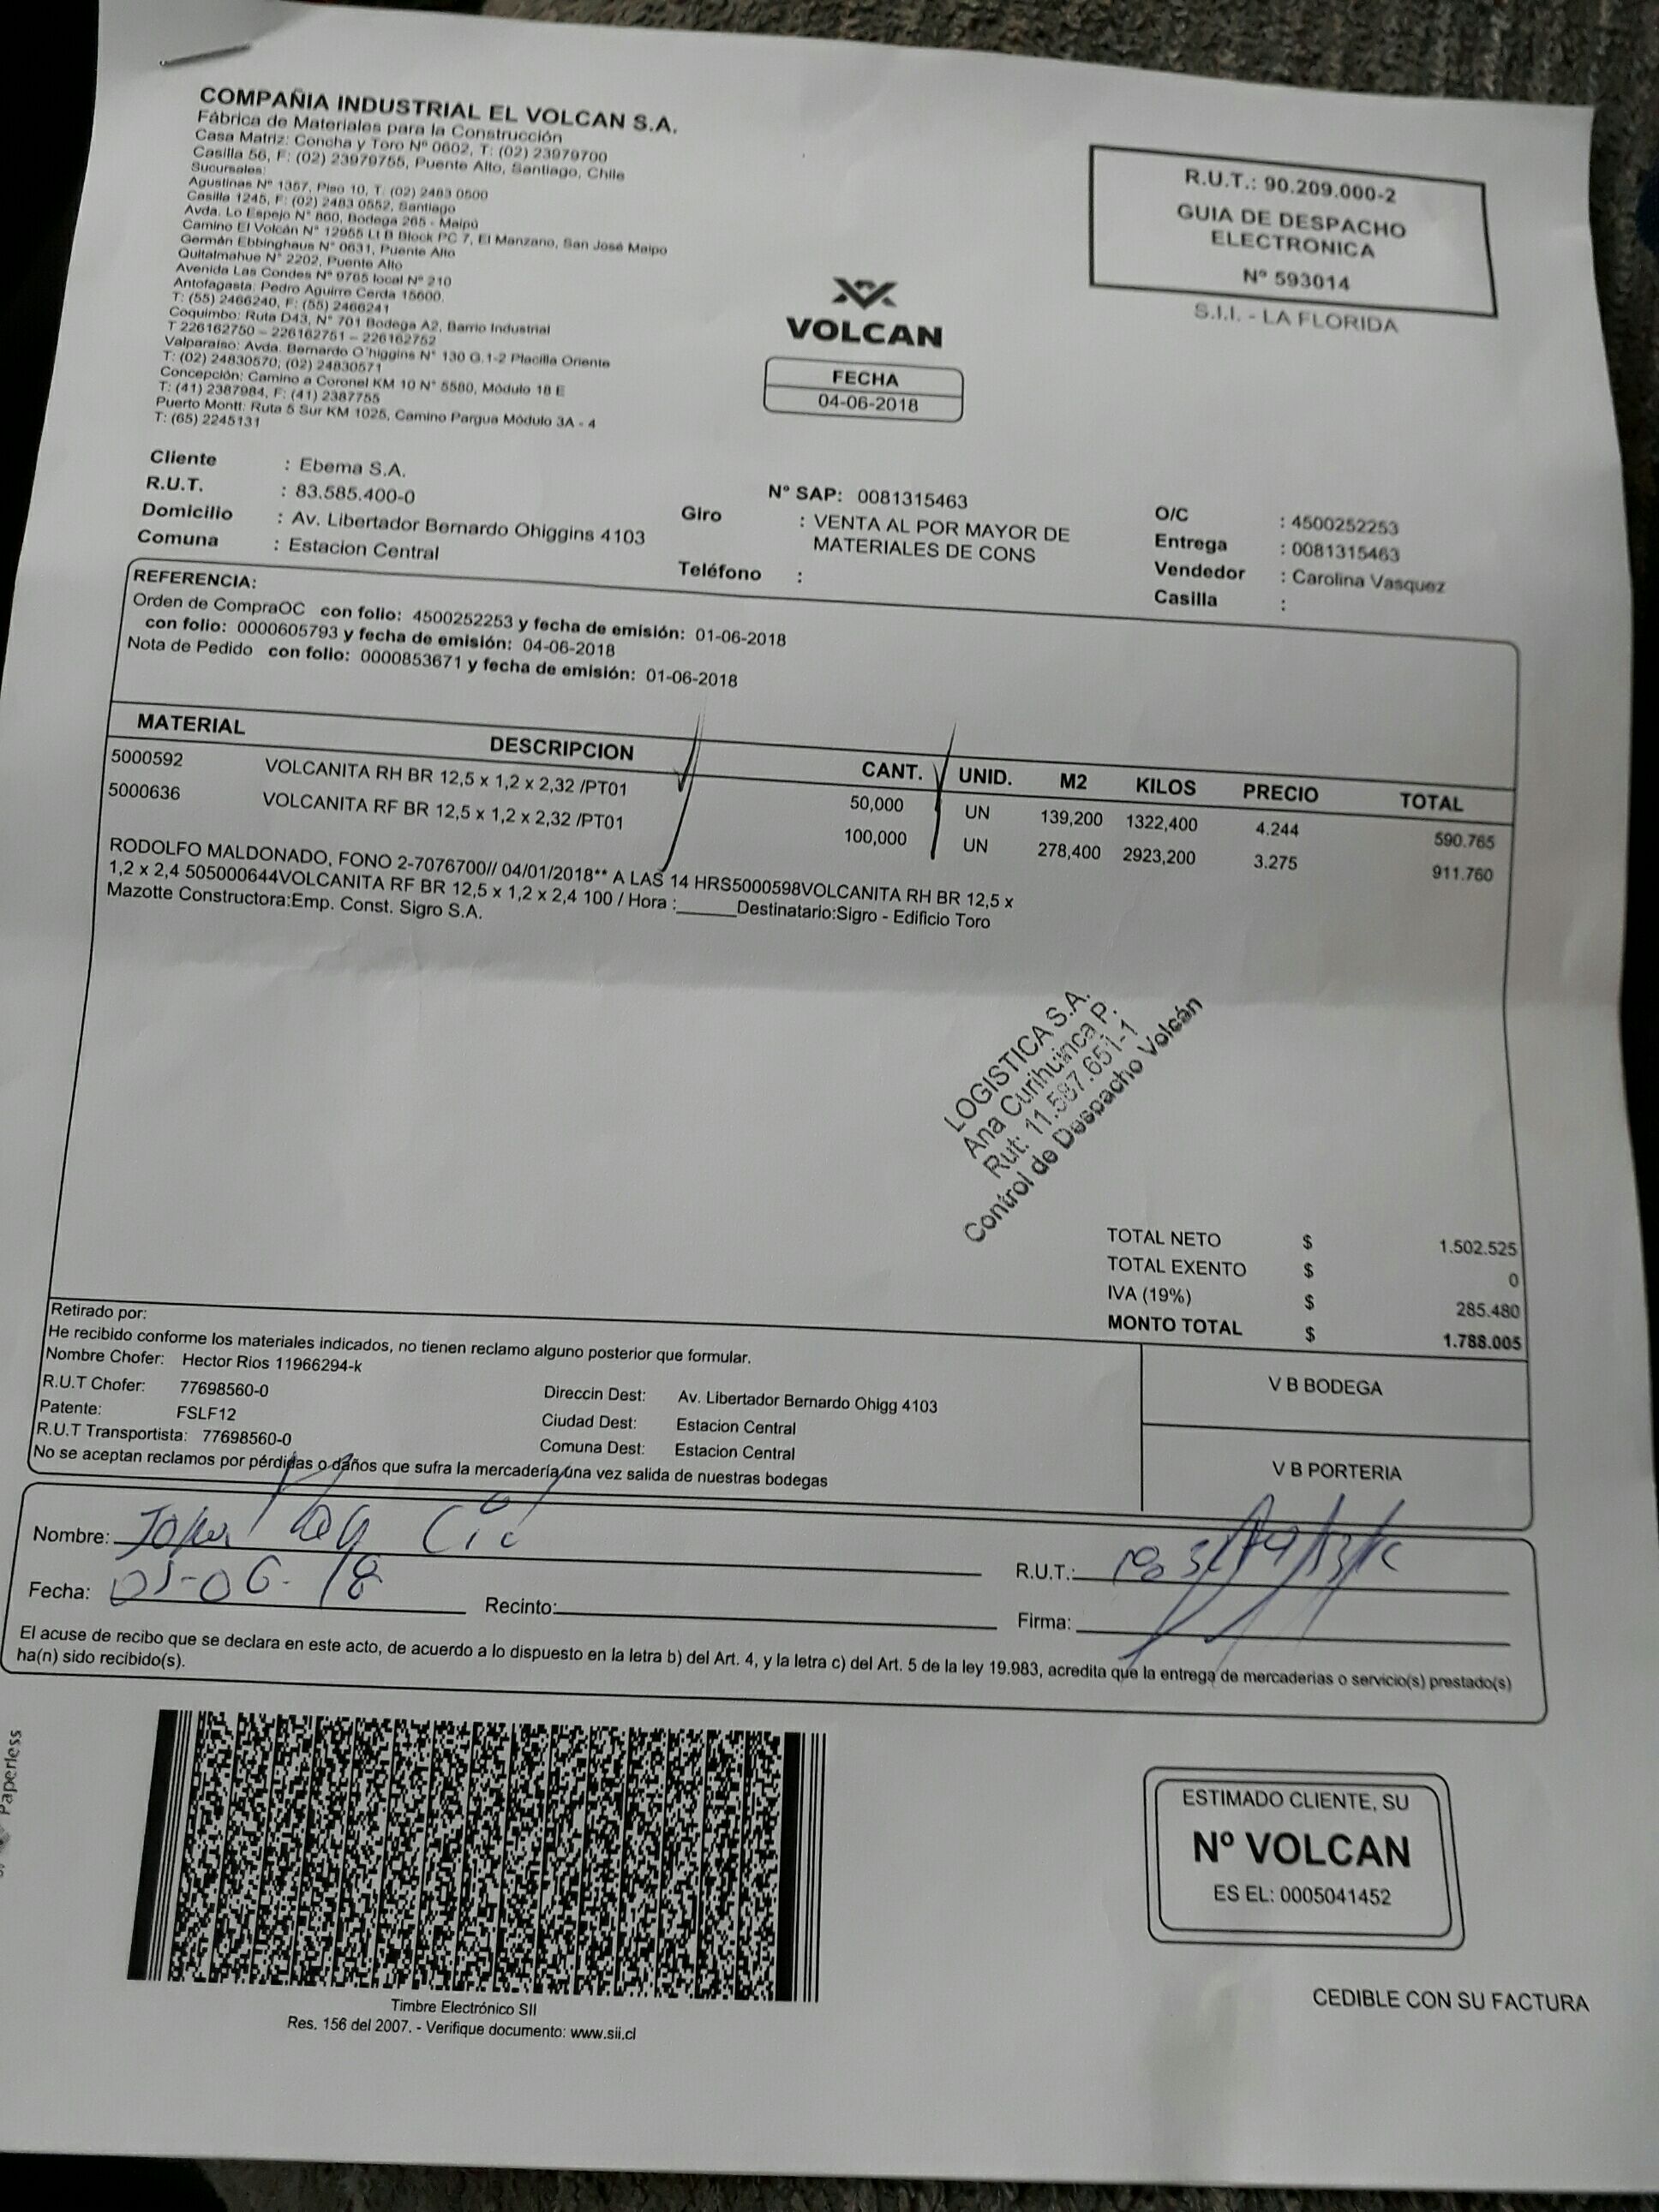 COMPAÑIA INDUSTRIAL EL VOLCAN S.A.
Fábrica de Materiales para la Construcción
Casa Matriz: Concha y Toro Nº 0602, T: (02) 23979700
Casilla 56, F: (02) 23979755, Puente Alto, Santiago, Chile
Sucursales:
Agustinas Nº 1357, Piso 10, T. (02) 2483 0500
Casilla 1245, F: (02) 2483 0552, Santiago
Avda. Lo Espejo N° 860, Bodega 265 - Maipú
Camino El Volcán N° 12955 Lt B Block PC 7, El Manzano, San José Maipo
Germán Ebbinghaus N° 0631, Puente Alto
Quitalmahue N° 2202, Puente Alto
Avenida Las Condes Nº 9765 local Nº 210
Antofagasta: Pedro Aguirre Cerda 15600.
T: (55) 2466240, F: (55) 2466241
Coquimbo: Ruta D43, N° 701 Bodega A2, Barrio Industrial
T 226162750 – 226162751 – 226162752
Valparaíso: Avda. Bernardo O'higgins N° 130 G.1-2 Placilla Oriente
T: (02) 24830570; (02) 24830571
Concepción: Camino a Coronel KM 10 N° 5580, Módulo 18 E
T: (41) 2387984, F: (41) 2387755
Puerto Montt: Ruta 5 Sur KM 1025, Camino Pargua Módulo 3A - 4
T: (65) 2245131
R.U.T.: 90.209.000-2
GUIA DE DESPACHO
ELECTRONICA
Nº 593014
S.I.I. - LA FLORIDA
VOLCAN
FECHA
04-06-2018
Cliente : Ebema S.A.
R.U.T. : 83.585.400-0
Domicilio : Av. Libertador Bernardo Ohiggins 4103
Comuna : Estacion Central
N° SAP: 0081315463
Giro : VENTA AL POR MAYOR DE
MATERIALES DE CONS
Teléfono :
O/C : 4500252253
Entrega : 0081315463
Vendedor : Carolina Vasquez
Casilla :
REFERENCIA:
Orden de CompraOC con folio: 4500252253 y fecha de emisión: 01-06-2018
con folio: 0000605793 y fecha de emisión: 04-06-2018
Nota de Pedido con folio: 0000853671 y fecha de emisión: 01-06-2018
MATERIAL DESCRIPCION CANT. UNID. M2 KILOS PRECIO TOTAL
5000592 VOLCANITA RH BR 12,5 x 1,2 x 2,32 /PT01 50,000 UN 139,200 1322,400 4.244 590.765
5000636 VOLCANITA RF BR 12,5 x 1,2 x 2,32 /PT01 100,000 UN 278,400 2923,200 3.275 911.760
RODOLFO MALDONADO, FONO 2-7076700// 04/01/2018** A LAS 14 HRS5000598VOLCANITA RH BR 12,5 x
1,2 x 2,4 505000644VOLCANITA RF BR 12,5 x 1,2 x 2,4 100 / Hora :______Destinatario:Sigro - Edificio Toro
Mazotte Constructora:Emp. Const. Sigro S.A.
LOGISTICA S.A.
Ana Curihuinca P.
Rut: 11.587.651-1
Control de Despacho Volcán
TOTAL NETO $ 1.502.525
TOTAL EXENTO $ 0
IVA (19%) $ 285.480
MONTO TOTAL $ 1.788.005
Retirado por:
He recibido conforme los materiales indicados, no tienen reclamo alguno posterior que formular.
Nombre Chofer: Hector Rios 11966294-k
R.U.T Chofer: 77698560-0
Patente: FSLF12
R.U.T Transportista: 77698560-0
Direccin Dest: Av. Libertador Bernardo Ohigg 4103
Ciudad Dest: Estacion Central
Comuna Dest: Estacion Central
No se aceptan reclamos por pérdidas o daños que sufra la mercadería una vez salida de nuestras bodegas
V B BODEGA
V B PORTERIA
Nombre:
R.U.T.:
Fecha: 05-06-18
Recinto:
Firma:
El acuse de recibo que se declara en este acto, de acuerdo a lo dispuesto en la letra b) del Art. 4, y la letra c) del Art. 5 de la ley 19.983, acredita que la entrega de mercaderias o servicio(s) prestado(s)
ha(n) sido recibido(s).
Paperless
Timbre Electrónico SII
Res. 156 del 2007. - Verifique documento: www.sii.cl
ESTIMADO CLIENTE, SU
Nº VOLCAN
ES EL: 0005041452
CEDIBLE CON SU FACTURA